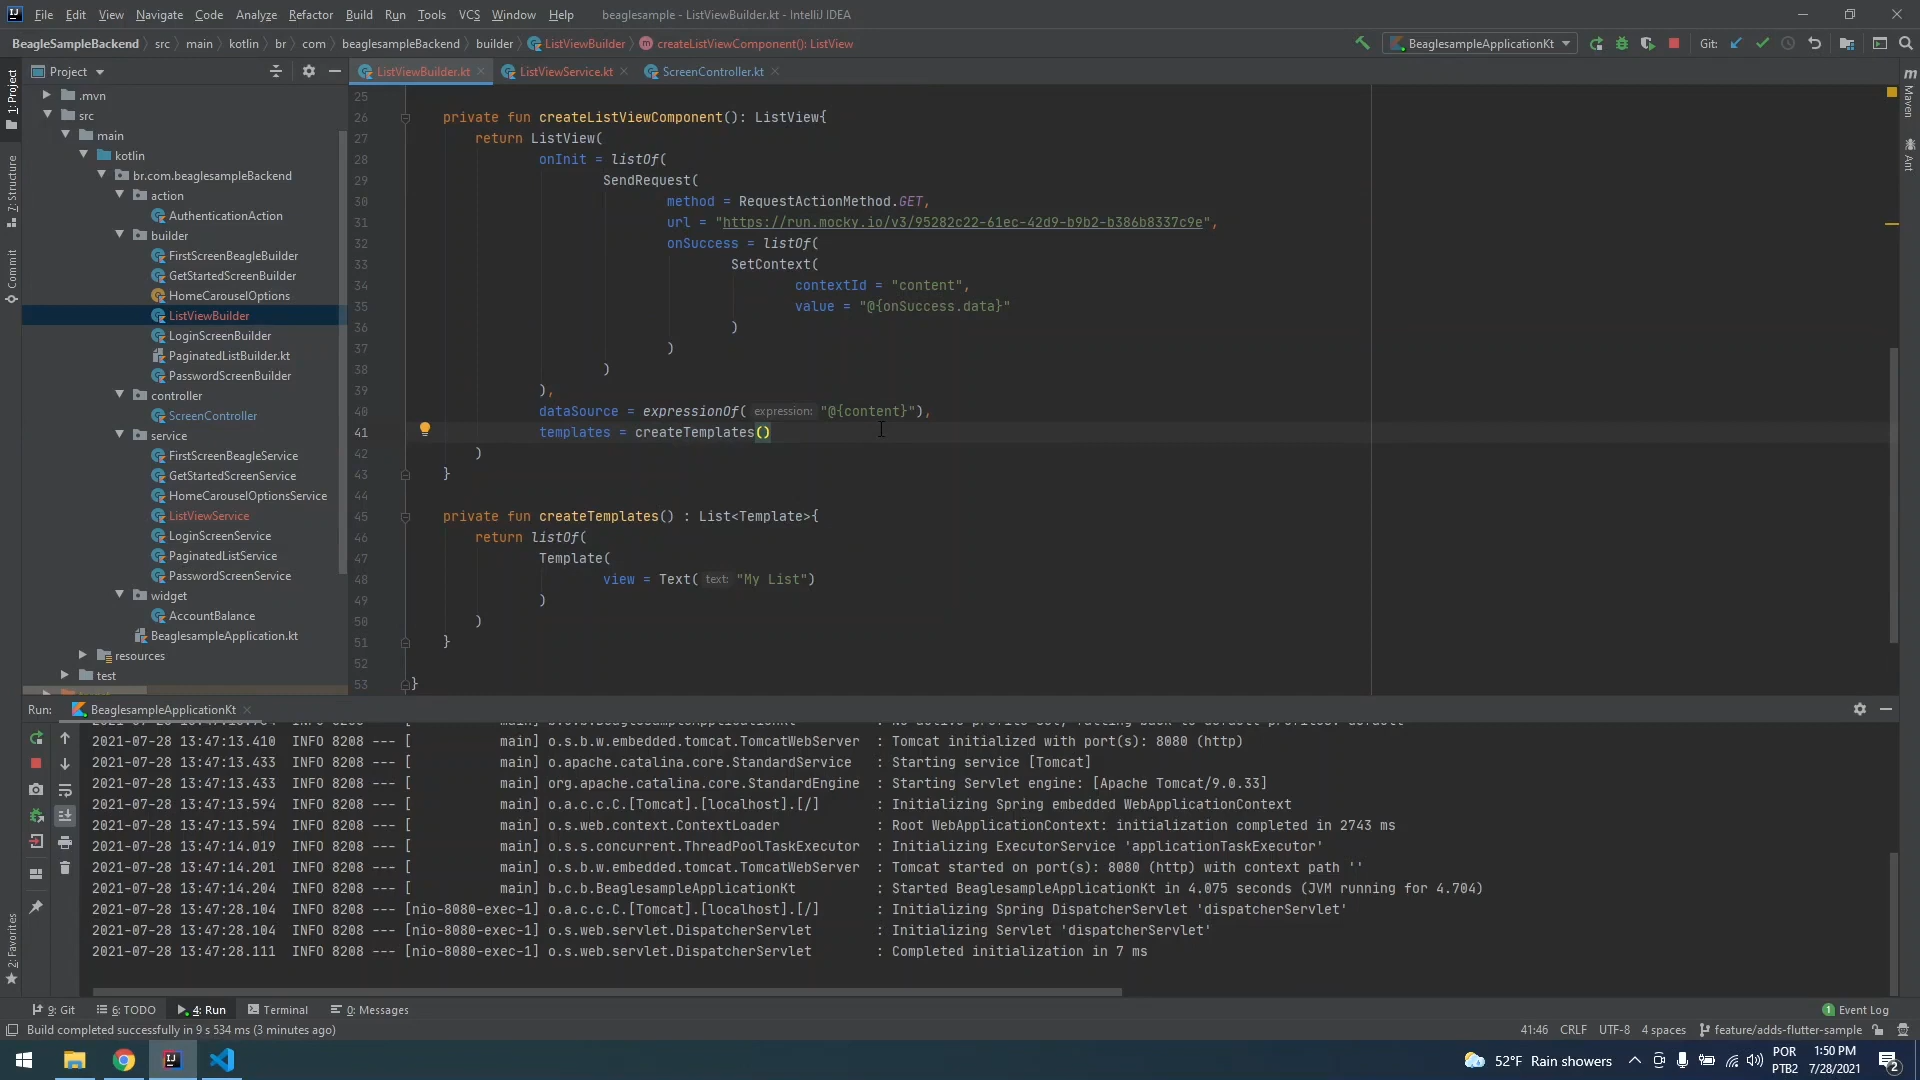 File Edit View Navigate Code Analyze Refactor Build Run Tools VCS Window Help beaglesample - ListViewBuilder.kt - IntelliJ IDEA
BeagleSampleBackend src main kotlin br com beaglesampleBackend builder ListViewBuilder createListViewComponent(): ListView
BeaglesampleApplicationKt Git:
Project
ListViewBuilder.kt ListViewService.kt ScreenController.kt
1: Project
7: Structure
Commit
2: Favorites
Maven
Ant
.mvn
src
main
kotlin
br.com.beaglesampleBackend
action
AuthenticationAction
builder
FirstScreenBeagleBuilder
GetStartedScreenBuilder
HomeCarouselOptions
ListViewBuilder
LoginScreenBuilder
PaginatedListBuilder.kt
PasswordScreenBuilder
controller
ScreenController
service
FirstScreenBeagleService
GetStartedScreenService
HomeCarouselOptionsService
ListViewService
LoginScreenService
PaginatedListService
PasswordScreenService
widget
AccountBalance
BeaglesampleApplication.kt
resources
test
25
26 private fun createListViewComponent(): ListView{
27 return ListView(
28 onInit = listOf(
29 SendRequest(
30 method = RequestActionMethod.GET,
31 url = "https://run.mocky.io/v3/95282c22-61ec-42d9-b9b2-b386b8337c9e",
32 onSuccess = listOf(
33 SetContext(
34 contextId = "content",
35 value = "@{onSuccess.data}"
36 )
37 )
38 )
39 ),
40 dataSource = expressionOf( expression: "@{content}"),
41 templates = createTemplates()
42 )
43 }
44
45 private fun createTemplates() : List<Template>{
46 return listOf(
47 Template(
48 view = Text( text: "My List")
49 )
50 )
51 }
52
53 }
Run: BeaglesampleApplicationKt
2021-07-28 13:47:13.410 INFO 8208 --- [ main] o.s.b.w.embedded.tomcat.TomcatWebServer : Tomcat initialized with port(s): 8080 (http)
2021-07-28 13:47:13.433 INFO 8208 --- [ main] o.apache.catalina.core.StandardService : Starting service [Tomcat]
2021-07-28 13:47:13.433 INFO 8208 --- [ main] org.apache.catalina.core.StandardEngine : Starting Servlet engine: [Apache Tomcat/9.0.33]
2021-07-28 13:47:13.594 INFO 8208 --- [ main] o.a.c.c.C.[Tomcat].[localhost].[/] : Initializing Spring embedded WebApplicationContext
2021-07-28 13:47:13.594 INFO 8208 --- [ main] o.s.web.context.ContextLoader : Root WebApplicationContext: initialization completed in 2743 ms
2021-07-28 13:47:14.019 INFO 8208 --- [ main] o.s.s.concurrent.ThreadPoolTaskExecutor : Initializing ExecutorService 'applicationTaskExecutor'
2021-07-28 13:47:14.201 INFO 8208 --- [ main] o.s.b.w.embedded.tomcat.TomcatWebServer : Tomcat started on port(s): 8080 (http) with context path ''
2021-07-28 13:47:14.204 INFO 8208 --- [ main] b.c.b.BeaglesampleApplicationKt : Started BeaglesampleApplicationKt in 4.075 seconds (JVM running for 4.704)
2021-07-28 13:47:28.104 INFO 8208 --- [nio-8080-exec-1] o.a.c.c.C.[Tomcat].[localhost].[/] : Initializing Spring DispatcherServlet 'dispatcherServlet'
2021-07-28 13:47:28.104 INFO 8208 --- [nio-8080-exec-1] o.s.web.servlet.DispatcherServlet : Initializing Servlet 'dispatcherServlet'
2021-07-28 13:47:28.111 INFO 8208 --- [nio-8080-exec-1] o.s.web.servlet.DispatcherServlet : Completed initialization in 7 ms
9: Git 6: TODO 4: Run Terminal 0: Messages 1 Event Log
Build completed successfully in 9 s 534 ms (3 minutes ago) 41:46 CRLF UTF-8 4 spaces feature/adds-flutter-sample
52°F Rain showers POR 1:50 PM
PTB2 7/28/2021 2